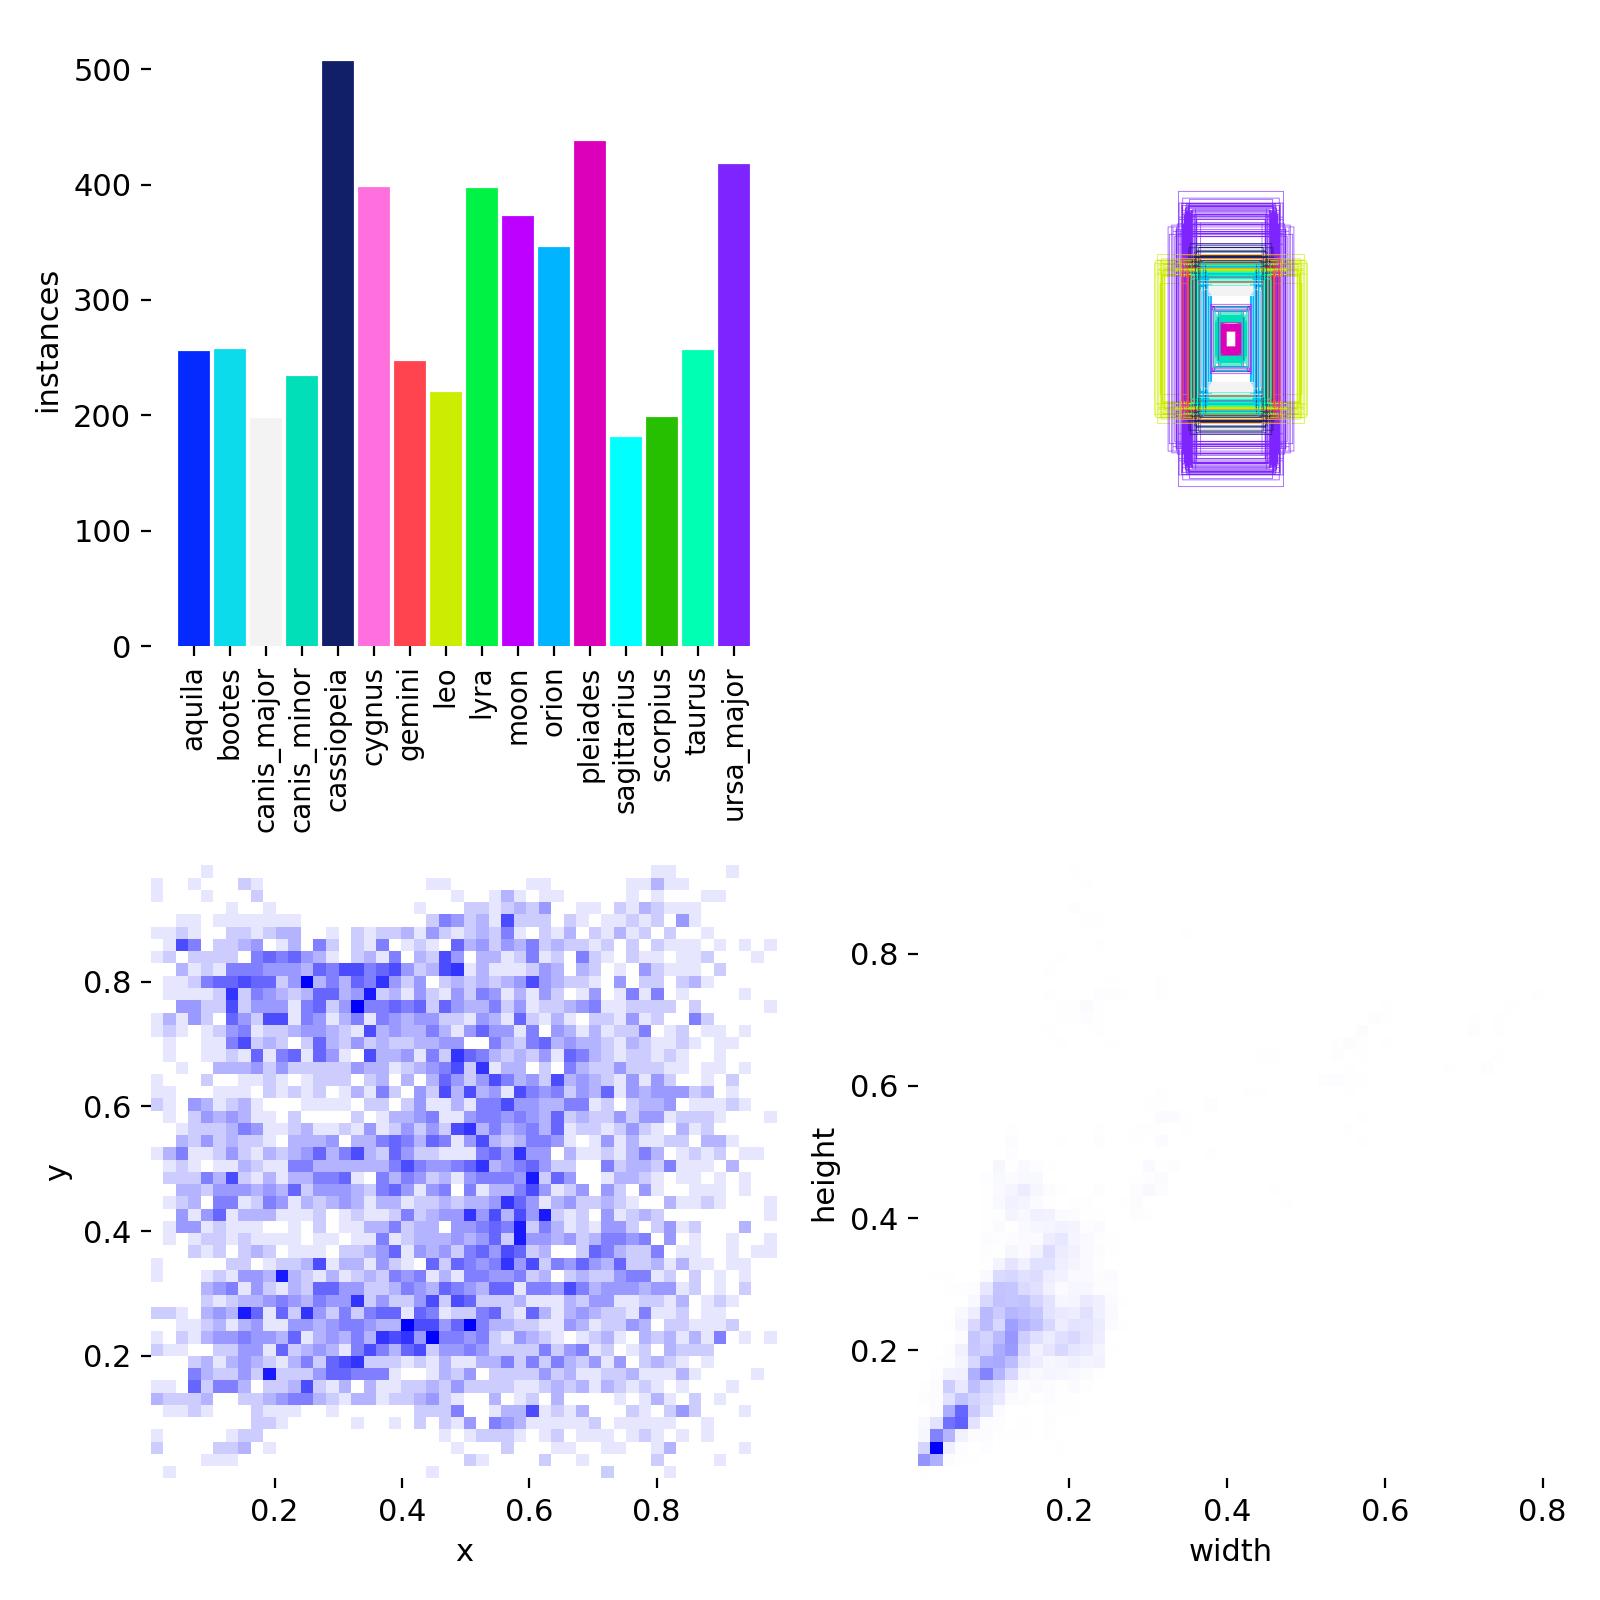 500
400
300
200
100
0
instances
aquila
bootes
canis_major
canis_minor
cassiopeia
cygnus
gemini
leo
lyra
moon
orion
pleiades
sagittarius
scorpius
taurus
ursa_major
0.8
0.6
0.4
0.2
y
0.2 0.4 0.6 0.8
x
0.8
0.6
0.4
0.2
height
0.2 0.4 0.6 0.8
width